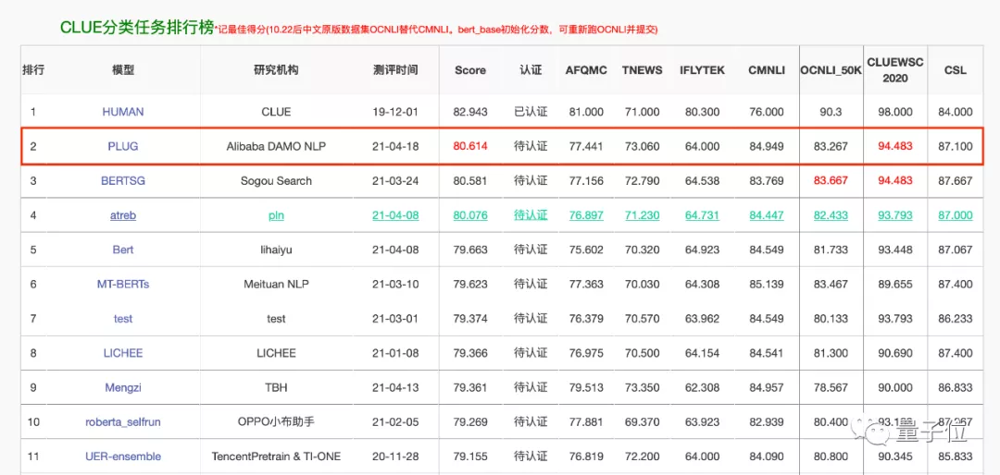 CLUE分类任务排行榜*记最佳得分(10.22后中文原版数据集OCNLI替代CMNLI。bert_base初始化分数，可重新跑OCNLI并提交)
排行 模型 研究机构 测评时间 Score 认证 AFQMC TNEWS IFLYTEK CMNLI OCNLI_50K CLUEWSC 2020 CSL
1 HUMAN CLUE 19-12-01 82.943 已认证 81.000 71.000 80.300 76.000 90.3 98.000 84.000
2 PLUG Alibaba DAMO NLP 21-04-18 80.614 待认证 77.441 73.060 64.000 84.949 83.267 94.483 87.100
3 BERTSG Sogou Search 21-03-24 80.581 待认证 77.156 72.790 64.538 83.769 83.667 94.483 87.667
4 atreb pln 21-04-08 80.076 待认证 76.897 71.230 64.731 84.447 82.433 93.793 87.000
5 Bert lihaiyu 21-04-08 79.663 待认证 75.602 70.320 64.923 84.549 81.733 93.448 87.067
6 MT-BERTs Meituan NLP 21-03-10 79.623 待认证 77.363 70.030 64.308 85.139 83.467 89.655 87.400
7 test test 21-03-01 79.374 待认证 76.379 70.570 63.962 84.549 80.133 93.793 86.233
8 LICHEE LICHEE 21-01-08 79.366 待认证 76.975 70.500 64.154 84.541 81.300 90.690 87.400
9 Mengzi TBH 21-04-13 79.361 待认证 79.513 73.350 62.308 84.957 78.567 90.000 86.833
10 roberta_selfrun OPPO小布助手 21-02-05 79.269 待认证 77.881 69.370 63.923 82.939 80.400
量子位
11 UER-ensemble TencentPretrain & TI-ONE 20-11-28 79.155 待认证 76.819 72.200 64.000 84.090 80.800 90.345 85.833